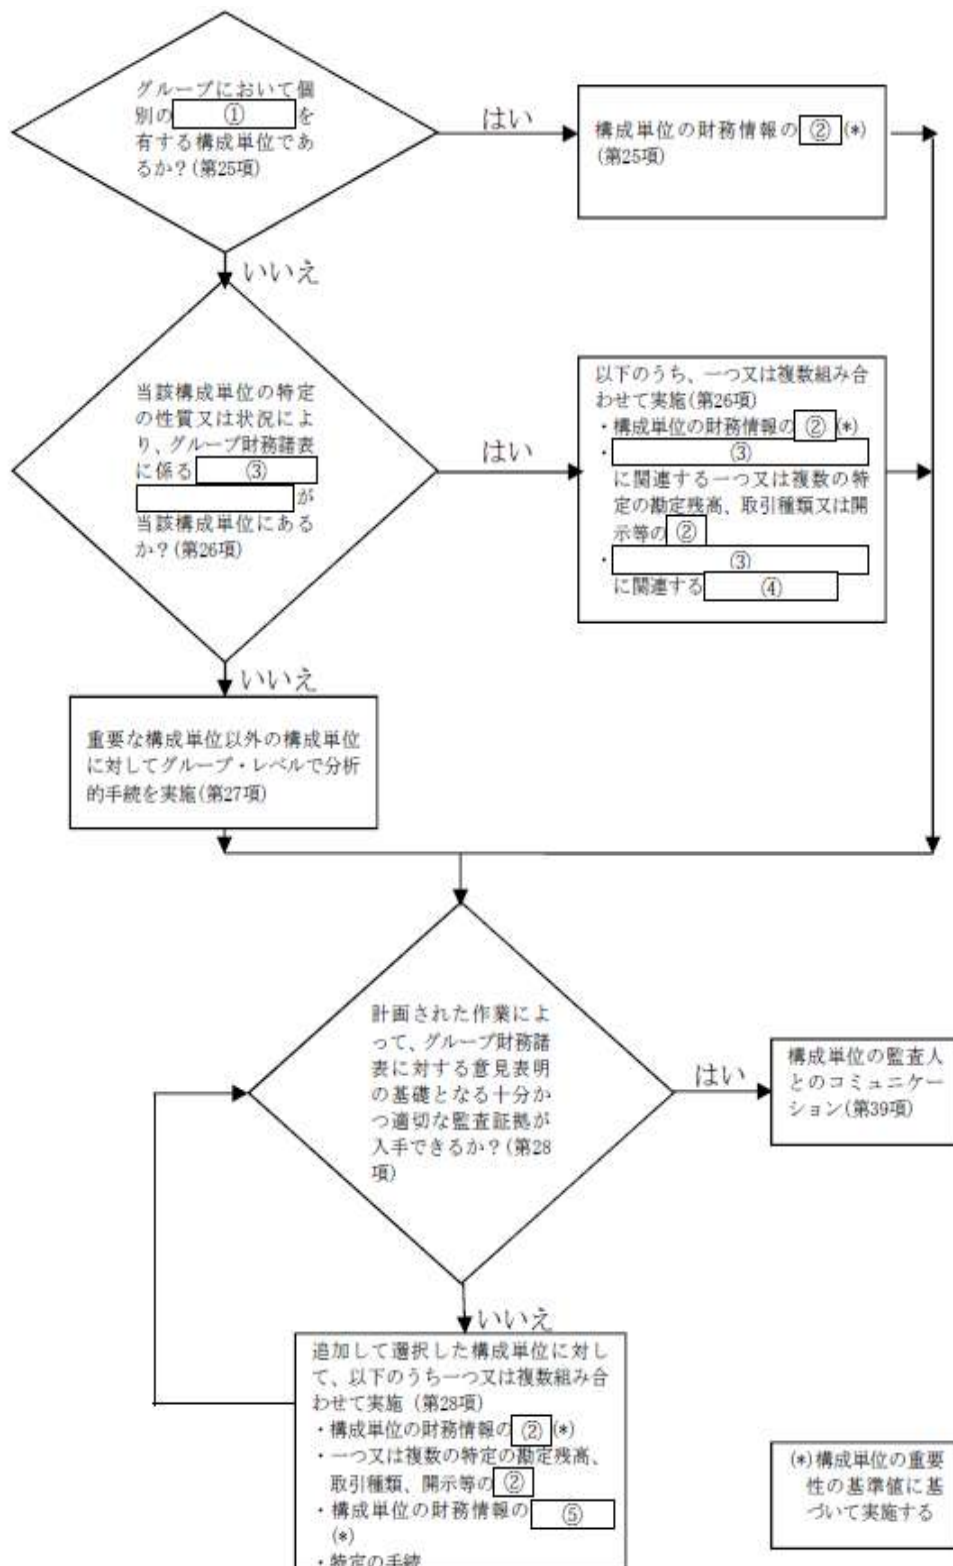 グループにおいて個
別の ① を
有する構成単位であ
るか？(第25項)
はい
構成単位の財務情報の ② (*)
(第25項)
いいえ
当該構成単位の特定
の性質又は状況によ
り、グループ財務諸表
に係る ③
が
当該構成単位にある
か？(第26項)
はい
以下のうち、一つ又は複数組み合
わせて実施(第26項)
・構成単位の財務情報の ② (*)
・ ③
に関連する一つ又は複数の特
定の勘定残高、取引種類又は開
示等の ②
・ ③
に関連する ④
いいえ
重要な構成単位以外の構成単位
に対してグループ・レベルで分析
的手続を実施(第27項)
計画された作業によ
って、グループ財務諸
表に対する意見表明
の基礎となる十分か
つ適切な監査証拠が
入手できるか？(第28
項)
はい
構成単位の監査人
とのコミュニケー
ション(第39項)
いいえ
追加して選択した構成単位に対し
て、以下のうち一つ又は複数組み合
わせて実施（第28項）
・構成単位の財務情報の ② (*)
・一つ又は複数の特定の勘定残高、
取引種類、開示等の ②
・構成単位の財務情報の ⑤
(*)
・特定の手続
(*)構成単位の重要
性の基準値に基
づいて実施する